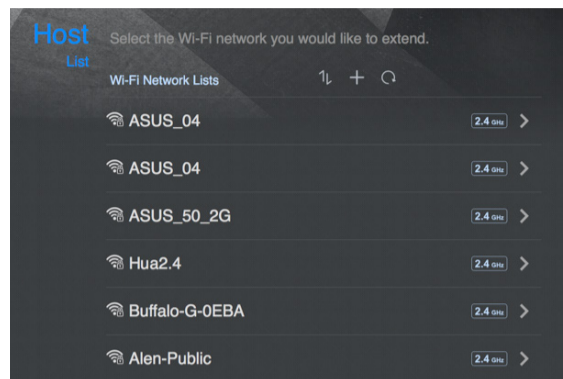 Host
List
Select the Wi-Fi network you would like to extend.
Wi-Fi Network Lists
ASUS_04 2.4 GHz
ASUS_04 2.4 GHz
ASUS_50_2G 2.4 GHz
Hua2.4 2.4 GHz
Buffalo-G-0EBA 2.4 GHz
Alen-Public 2.4 GHz